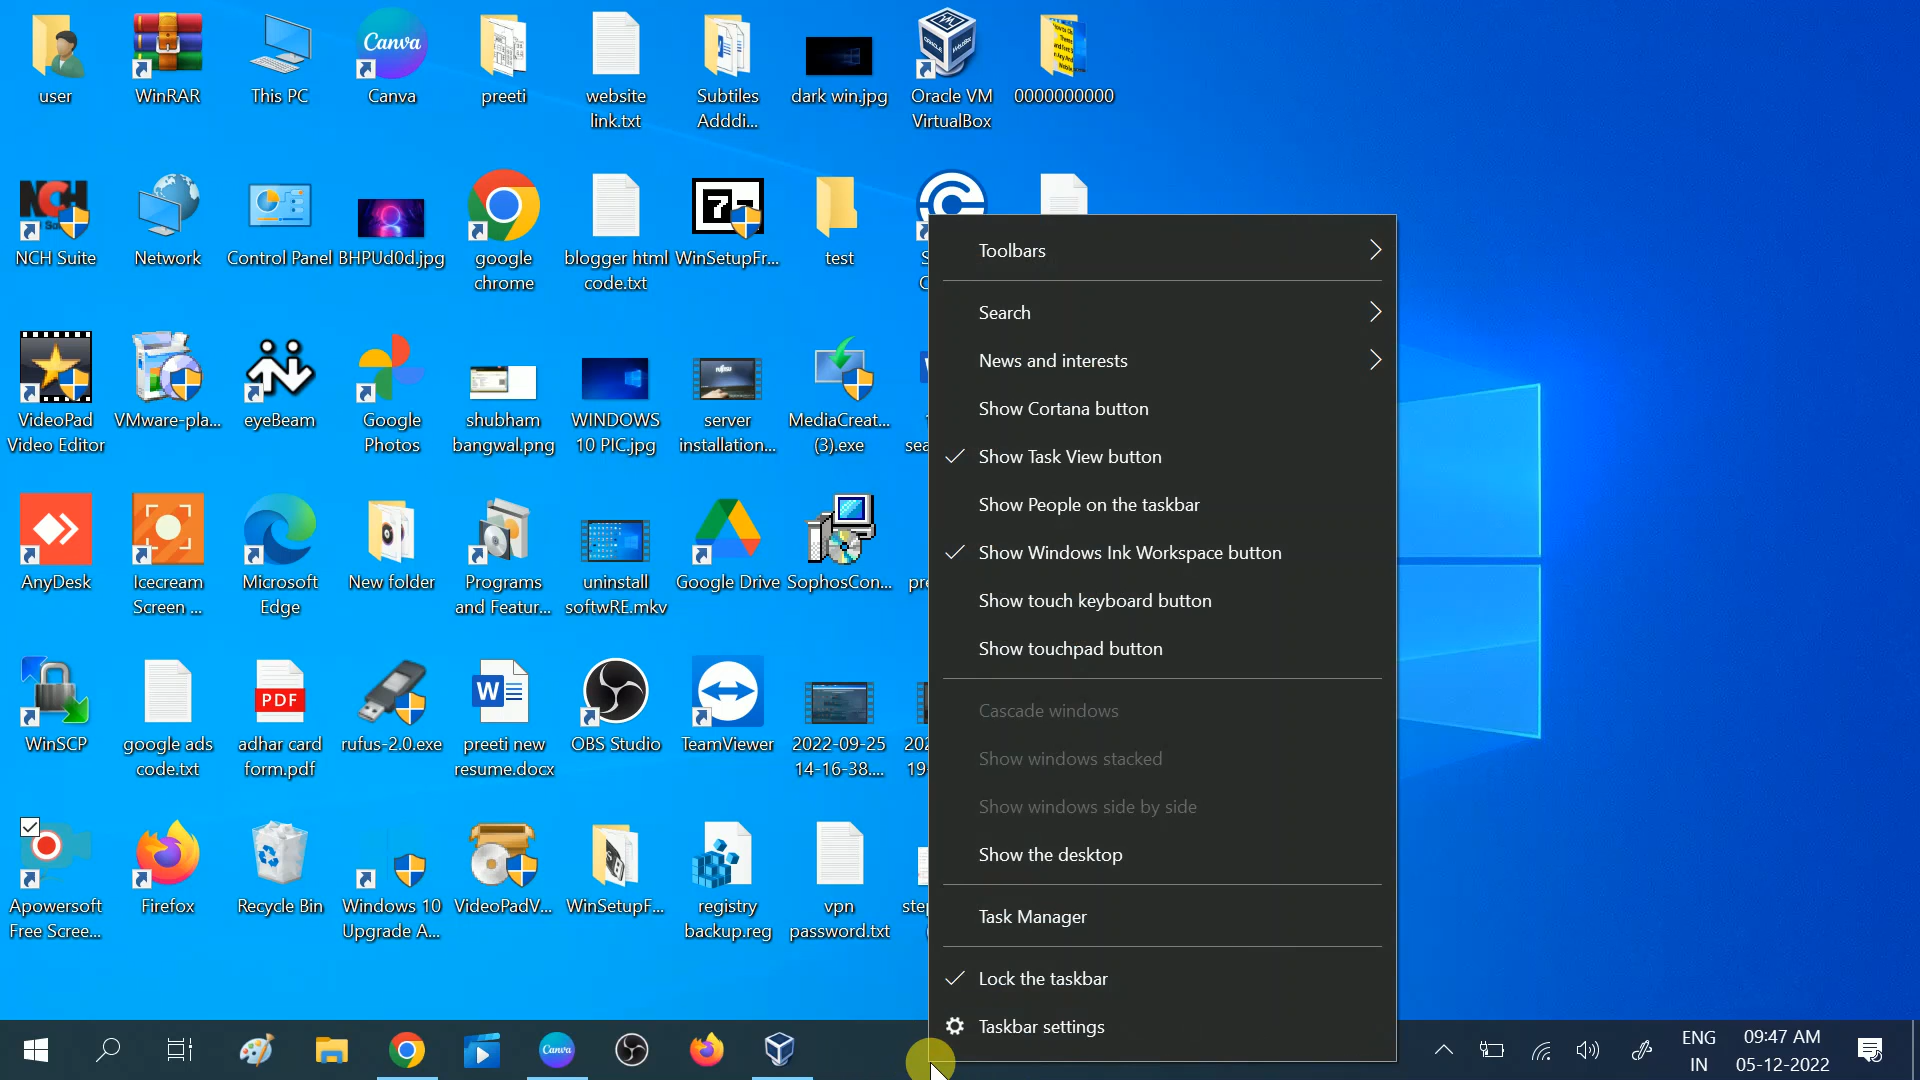 user
WinRAR
This PC
Canva
Canva
preeti
website
link.txt
Subtiles
Adddi...
dark win.jpg
Oracle VM
VirtualBox
0000000000
NCH
NCH Suite
Network
Control Panel
BHPUd0d.jpg
google
chrome
blogger html
code.txt
WinSetupFr...
test
VideoPad
Video Editor
VMware-pla...
eyeBeam
Google
Photos
shubham
bangwal.png
WINDOWS
10 PIC.jpg
server
installation...
MediaCreat...
(3).exe
AnyDesk
Icecream
Screen ...
Microsoft
Edge
New folder
Programs
and Featur...
uninstall
softwRE.mkv
Google Drive
SophosCon...
WinSCP
google ads
code.txt
PDF
adhar card
form.pdf
rufus-2.0.exe
W
preeti new
resume.docx
OBS Studio
TeamViewer
2022-09-25
14-16-38....
Apowersoft
Free Scree...
Firefox
Recycle Bin
Windows 10
Upgrade A...
VideoPadV...
WinSetupF...
registry
backup.reg
vpn
password.txt
Toolbars
Search
News and interests
Show Cortana button
Show Task View button
Show People on the taskbar
Show Windows Ink Workspace button
Show touch keyboard button
Show touchpad button
Cascade windows
Show windows stacked
Show windows side by side
Show the desktop
Task Manager
Lock the taskbar
Taskbar settings
Canva
ENG
IN
09:47 AM
05-12-2022